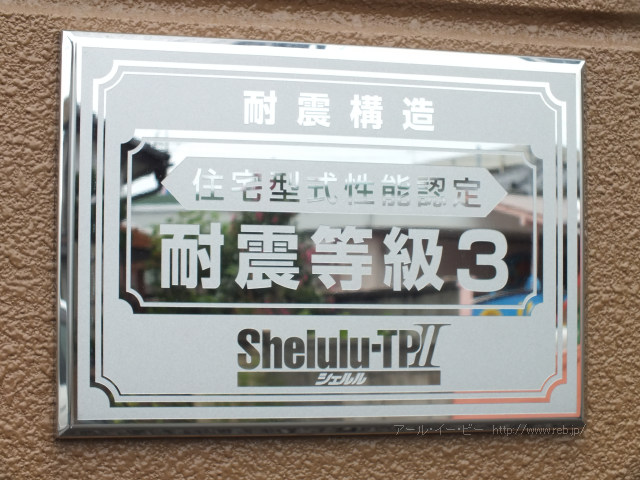 耐震構造
住宅型式性能認定
耐震等級3
Shelulu-TPII
シェルル
アール・イー・ビー http://www.reb.jp/